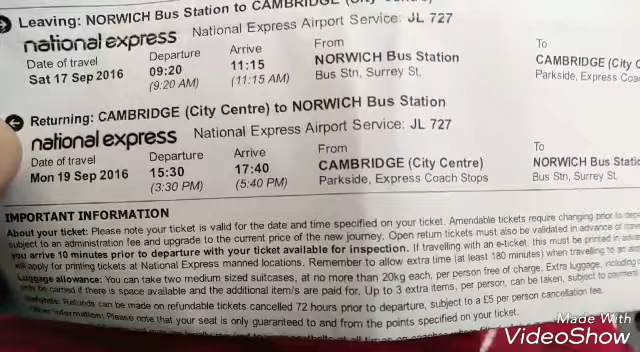 Leaving: NORWICH Bus Station to CAMBRIDGE (City
national express National Express Airport Service: JL 727
Date of travel Departure Arrive From To
Sat 17 Sep 2016 09:20 11:15 NORWICH Bus Station CAMBRIDGE (City C
(9:20 AM) (11:15 AM) Bus Stn, Surrey St, Parkside, Express Coac
Returning: CAMBRIDGE (City Centre) to NORWICH Bus Station
national express National Express Airport Service: JL 727
Date of travel Departure Arrive From To
Mon 19 Sep 2016 15:30 17:40 CAMBRIDGE (City Centre) NORWICH Bus Static
(3:30 PM) (5:40 PM) Parkside, Express Coach Stops Bus Stn, Surrey St,
IMPORTANT INFORMATION
About your ticket: Please note your ticket is valid for the date and time specified on your ticket. Amendable tickets require changing prior to
subject to an administration fee and upgrade to the current price of the new journey. Open return tickets must also be validated in advance of
you arrive 10 minutes prior to departure with your ticket available for inspection. If travelling with an e-ticket, this must be printed in
will apply for printing tickets at National Express manned locations. Remember to allow extra time (at least 180 minutes) when travelling to an
Luggage allowance: You can take two medium sized suitcases, at no more than 20kg each, per person free of charge. Extra luggage, including
only be carried if there is space available and the additional item/s are paid for. Up to 3 extra items, per person, can be taken, subject to payment
Refunds: Refunds can be made on refundable tickets cancelled 72 hours prior to departure, subject to a £5 per person cancellation fee.
Other information: Please note that your seat is only guaranteed to and from the points specified on your ticket.
at all times on coaches
Made With
VideoShow